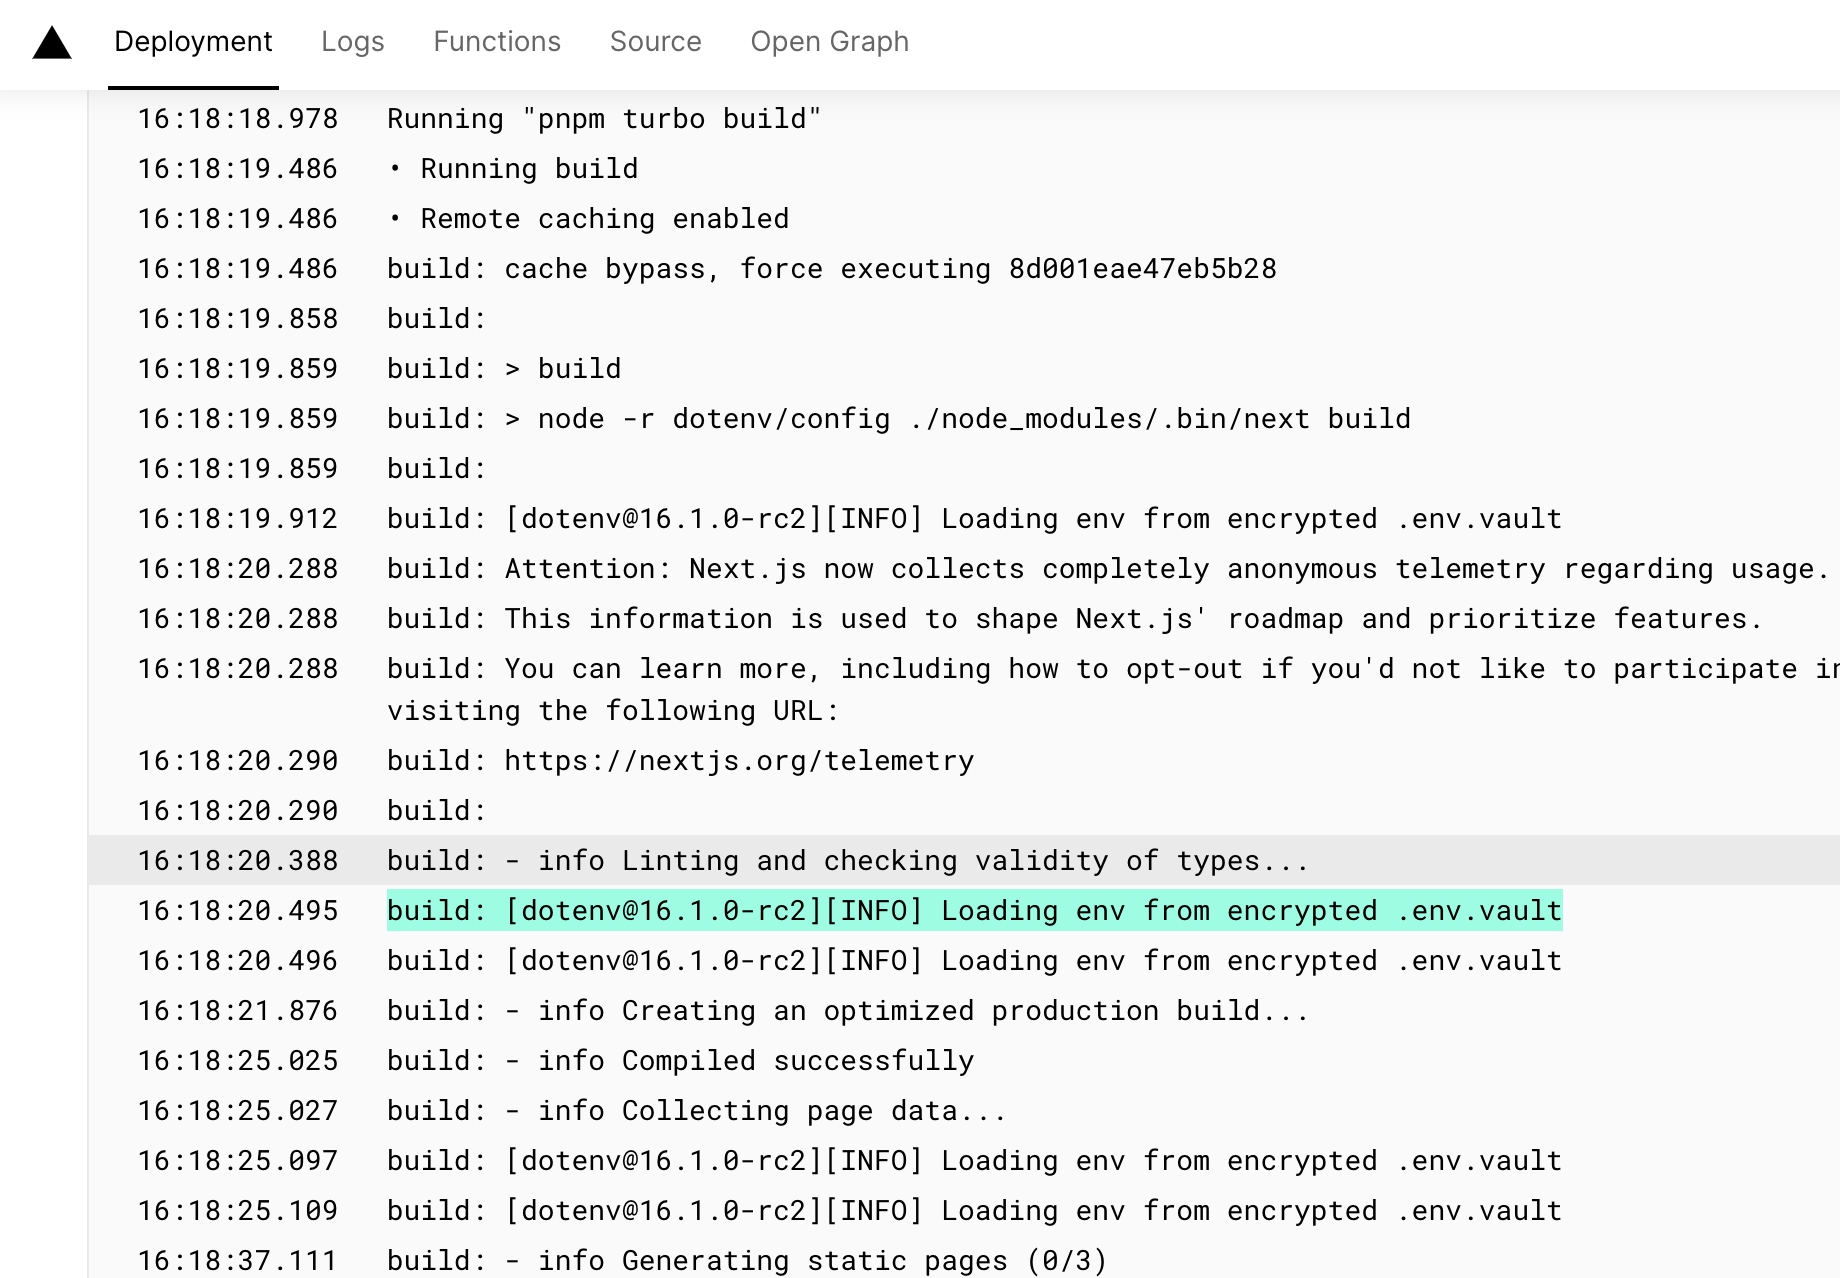 Deployment Logs Functions Source Open Graph
16:18:18.978 Running "pnpm turbo build"
16:18:19.486 • Running build
16:18:19.486 • Remote caching enabled
16:18:19.486 build: cache bypass, force executing 8d001eae47eb5b28
16:18:19.858 build:
16:18:19.859 build: > build
16:18:19.859 build: > node -r dotenv/config ./node_modules/.bin/next build
16:18:19.859 build:
16:18:19.912 build: [dotenv@16.1.0-rc2][INFO] Loading env from encrypted .env.vault
16:18:20.288 build: Attention: Next.js now collects completely anonymous telemetry regarding usage.
16:18:20.288 build: This information is used to shape Next.js' roadmap and prioritize features.
16:18:20.288 build: You can learn more, including how to opt-out if you'd not like to participate
visiting the following URL:
16:18:20.290 build: https://nextjs.org/telemetry
16:18:20.290 build:
16:18:20.388 build: - info Linting and checking validity of types...
16:18:20.495 build: [dotenv@16.1.0-rc2][INFO] Loading env from encrypted .env.vault
16:18:20.496 build: [dotenv@16.1.0-rc2][INFO] Loading env from encrypted .env.vault
16:18:21.876 build: - info Creating an optimized production build...
16:18:25.025 build: - info Compiled successfully
16:18:25.027 build: - info Collecting page data...
16:18:25.097 build: [dotenv@16.1.0-rc2][INFO] Loading env from encrypted .env.vault
16:18:25.109 build: [dotenv@16.1.0-rc2][INFO] Loading env from encrypted .env.vault
16:18:37.111 build: - info Generating static pages (0/3)